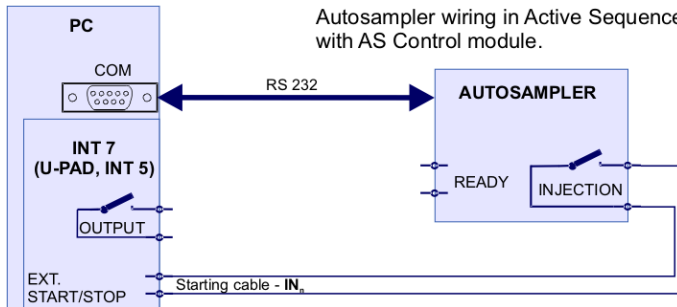 Autosampler wiring in Active Sequence
with AS Control module.
PC
COM
RS 232
AUTOSAMPLER
INT 7
(U-PAD, INT 5)
READY
INJECTION
OUTPUT
EXT.
START/STOP
Starting cable - INₙ